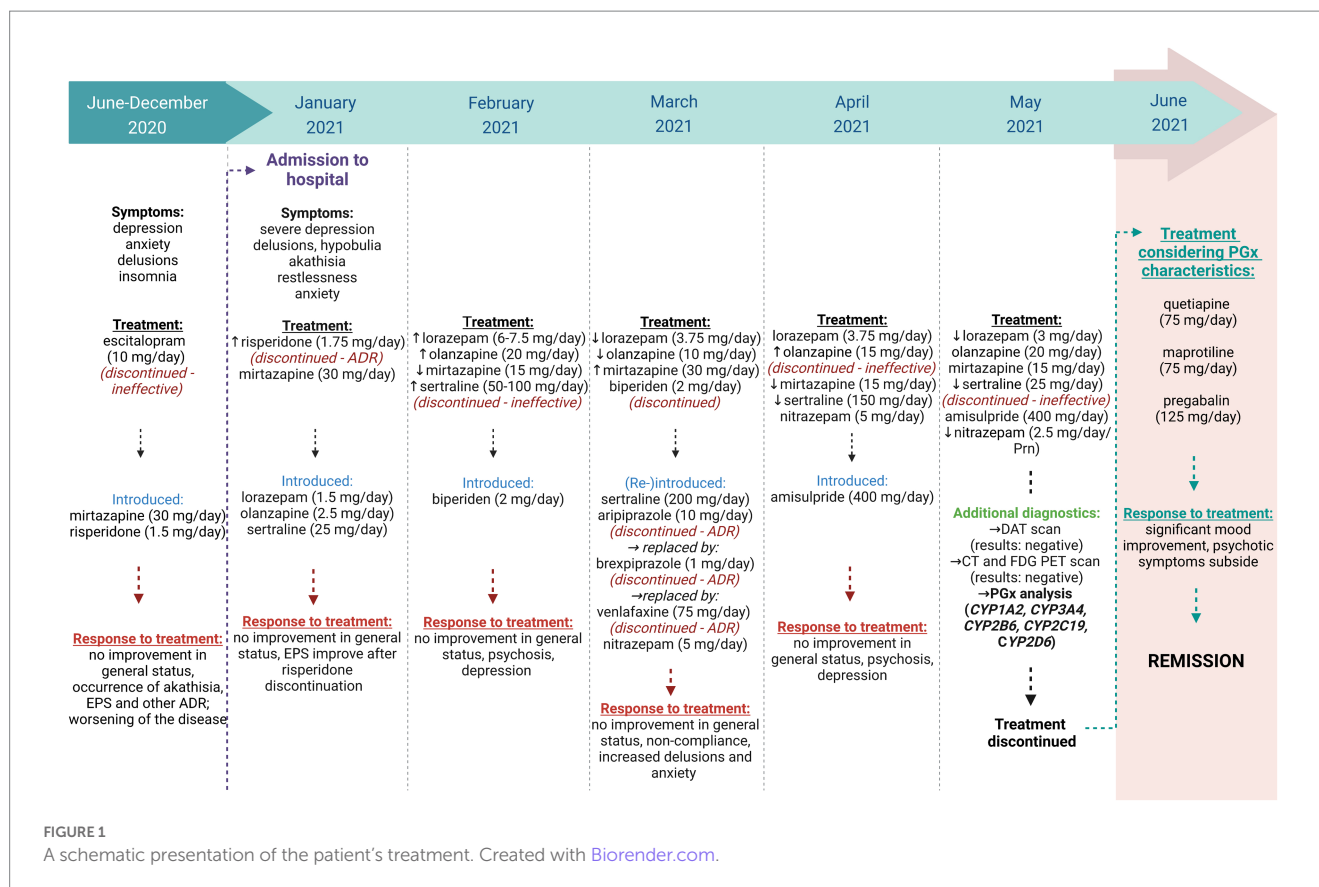 June-December
2020
January
2021
February
2021
March
2021
April
2021
May
2021
June
2021
Symptoms:
depression
anxiety
delusions
insomnia
Treatment:
escitalopram
(10 mg/day)
(discontinued -
ineffective)
Introduced:
mirtazapine (30 mg/day)
risperidone (1.5 mg/day)
Response to treatment:
no improvement in
general status,
occurrence of akathisia,
EPS and other ADR;
worsening of the disease
Admission to
hospital
Symptoms:
severe depression
delusions, hypobulia
akathisia
restlessness
anxiety
Treatment:
↑risperidone (1.75 mg/day)
(discontinued - ADR)
mirtazapine (30 mg/day)
Introduced:
lorazepam (1.5 mg/day)
olanzapine (2.5 mg/day)
sertraline (25 mg/day)
Response to treatment:
no improvement in general
status, EPS improve after
risperidone
discontinuation
Treatment:
↑lorazepam (6-7.5 mg/day)
↑olanzapine (20 mg/day)
↓mirtazapine (15 mg/day)
↑sertraline (50-100 mg/day)
(discontinued - ineffective)
Introduced:
biperiden (2 mg/day)
Response to treatment:
no improvement in general
status, psychosis,
depression
Treatment:
↓lorazepam (3.75 mg/day)
↓olanzapine (10 mg/day)
↑mirtazapine (30 mg/day)
biperiden (2 mg/day)
(discontinued)
(Re-)introduced:
sertraline (200 mg/day)
aripiprazole (10 mg/day)
(discontinued - ADR)
→ replaced by:
brexpiprazole (1 mg/day)
(discontinued - ADR)
→replaced by:
venlafaxine (75 mg/day)
(discontinued - ADR)
nitrazepam (5 mg/day)
Response to treatment:
no improvement in general
status, non-compliance,
increased delusions and
anxiety
Treatment:
lorazepam (3.75 mg/day)
↑olanzapine (15 mg/day)
(discontinued - ineffective)
↓mirtazapine (15 mg/day)
↓sertraline (150 mg/day)
nitrazepam (5 mg/day)
Introduced:
amisulpride (400 mg/day)
Response to treatment:
no improvement in
general status, psychosis,
depression
Treatment:
↓lorazepam (3 mg/day)
olanzapine (20 mg/day)
mirtazapine (15 mg/day)
↓sertraline (25 mg/day)
(discontinued - ineffective)
amisulpride (400 mg/day)
↓nitrazepam (2.5 mg/day/
Prn)
Additional diagnostics:
→DAT scan
(results: negative)
→CT and FDG PET scan
(results: negative)
→PGx analysis
(CYP1A2, CYP3A4,
CYP2B6, CYP2C19,
CYP2D6)
Treatment
discontinued
Treatment
considering PGx
characteristics:
quetiapine
(75 mg/day)
maprotiline
(75 mg/day)
pregabalin
(125 mg/day)
Response to treatment:
significant mood
improvement, psychotic
symptoms subside
REMISSION
FIGURE 1
A schematic presentation of the patient's treatment. Created with Biorender.com.